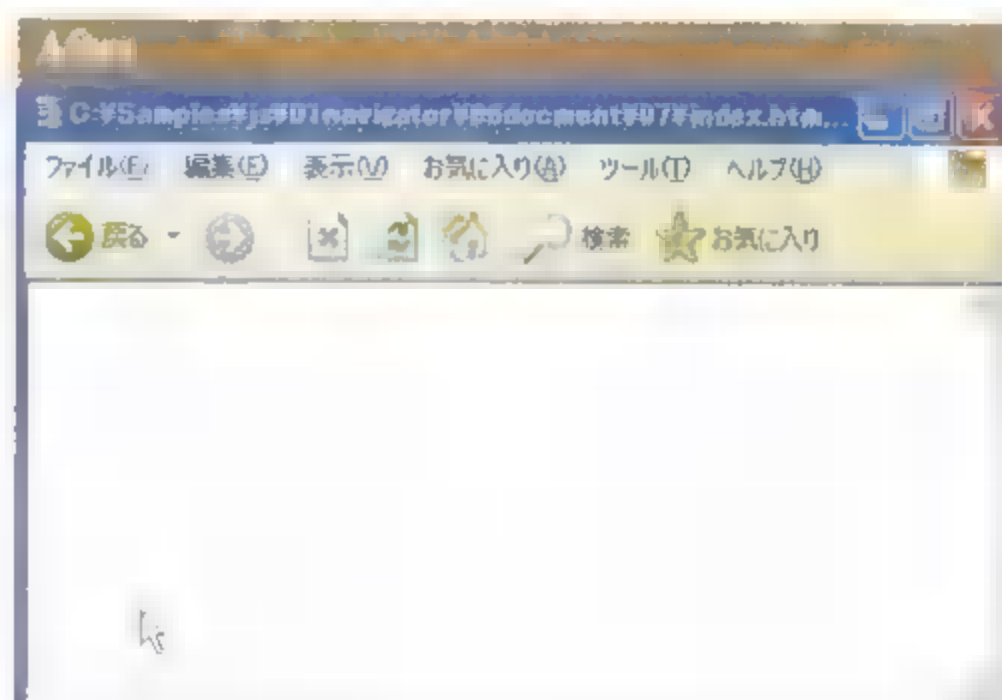 C:¥Samples¥js¥01navigator¥05document¥07¥index.htm...
ファイル(F) 編集(E) 表示(V) お気に入り(A) ツール(T) ヘルプ(H)
戻る 検索 お気に入り